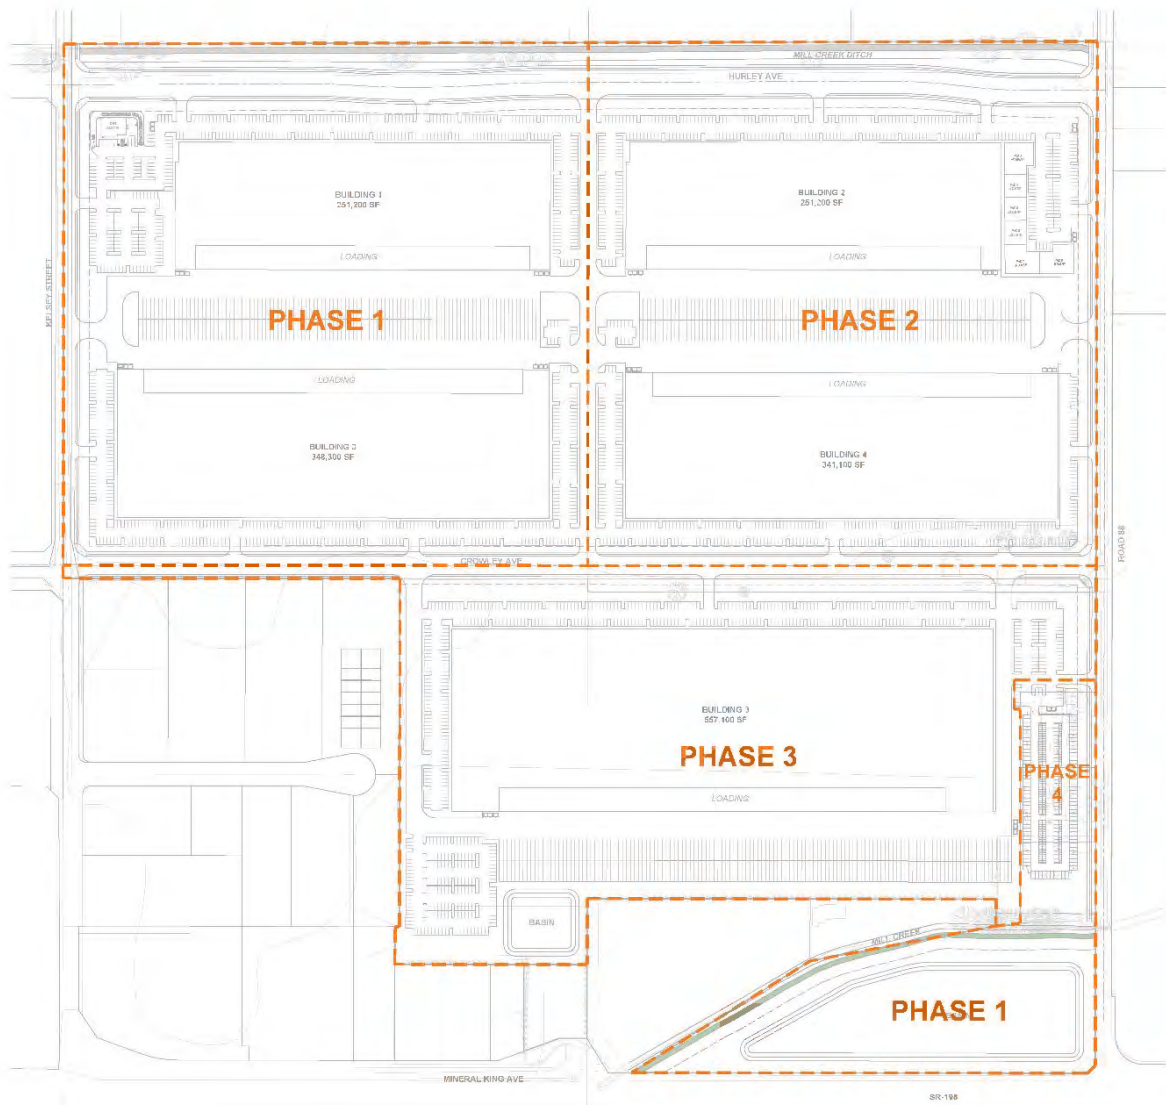 MILL CREEK DITCH
HURLEY AVE
BUILDING 1
251,200 SF
BUILDING 2
251,200 SF
LOADING
LOADING
KELSEY STREET
PHASE 1
PHASE 2
LOADING
LOADING
348,300 SF
BUILDING 4
341,100 SF
ROAD 88
CROWLEY AVE
BUILDING 3
557,100 SF
PHASE 3
PHASE
4
LOADING
BASIN
MILL CREEK
PHASE 1
MINERAL KING AVE
SR-198